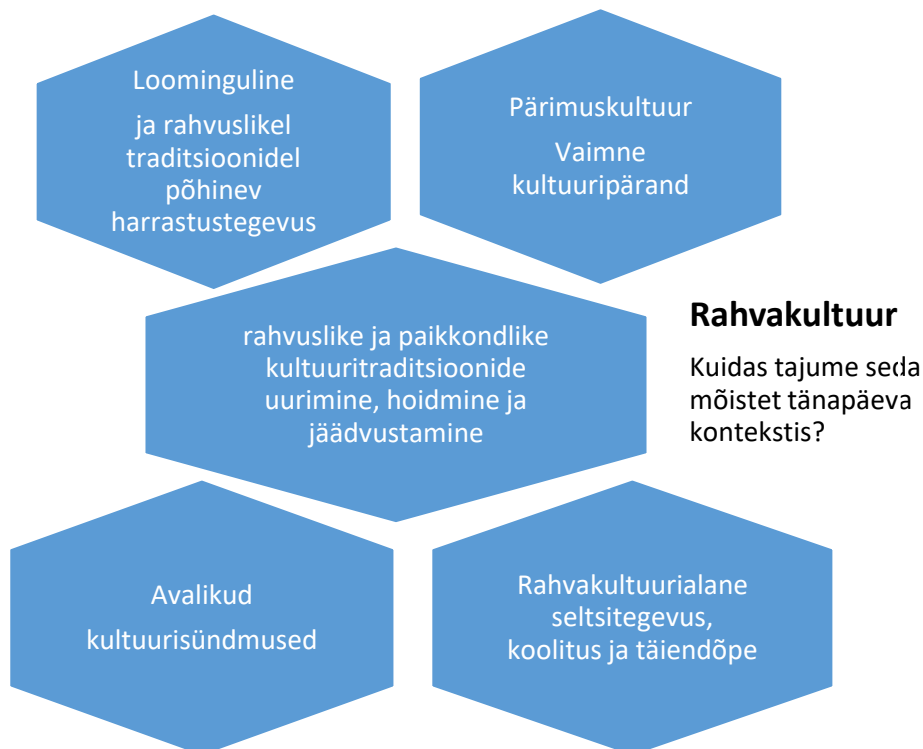 Loominguline
ja rahvuslikel
traditsioonidel
põhinev
harrastustegevus
Pärimuskultuur
Vaimne
kultuuripärand
rahvuslike ja paikkondlike
kultuuritraditsioonide
uurimine, hoidmine ja
jäädvustamine
Rahvakultuur
Kuidas tajume seda
mõistet tänapäeva
kontekstis?
Avalikud
kultuurisündmused
Rahvakultuurialane
seltsitegevus,
koolitus ja täiendõpe